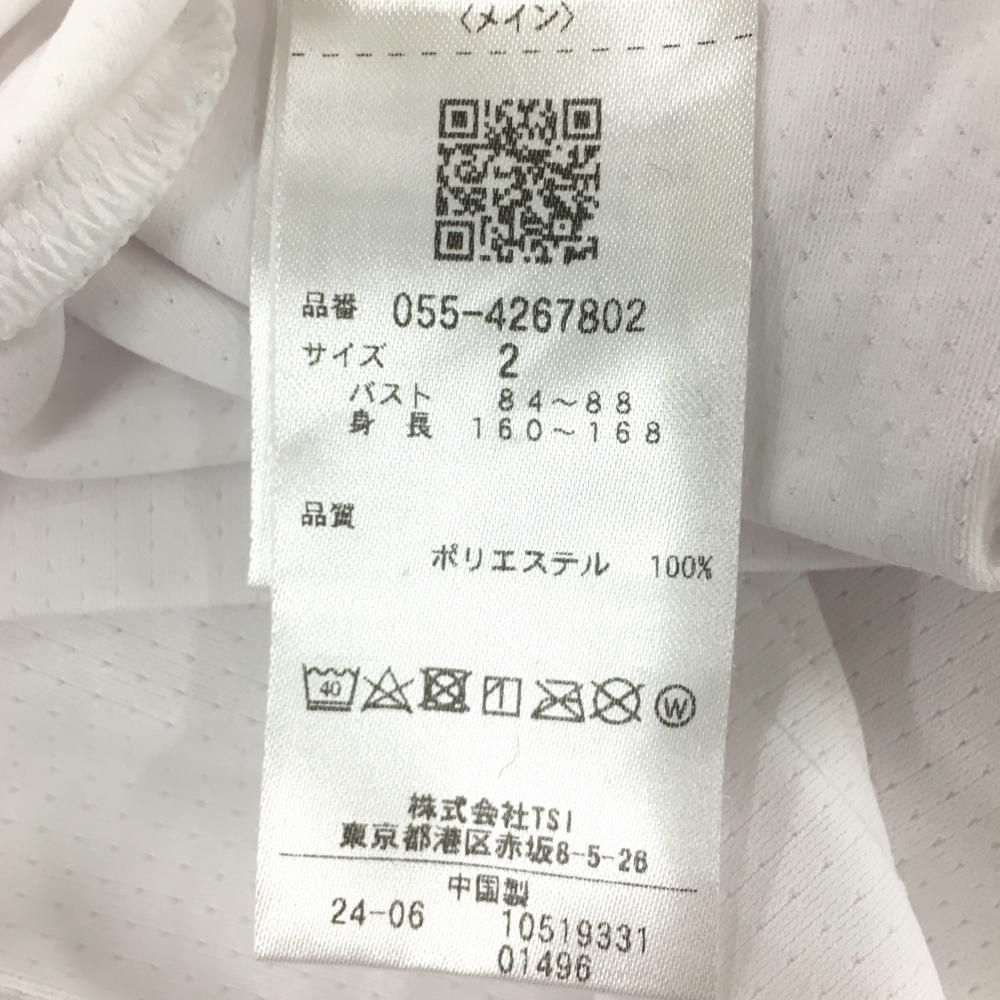 〈メイン〉
品番 055-4267802
サイズ 2
バスト 84～88
身長 160～168
品質
ポリエステル 100%
40
W
株式会社TSI
東京都港区赤坂8-5-26
中国製
24-06 10519331
01496